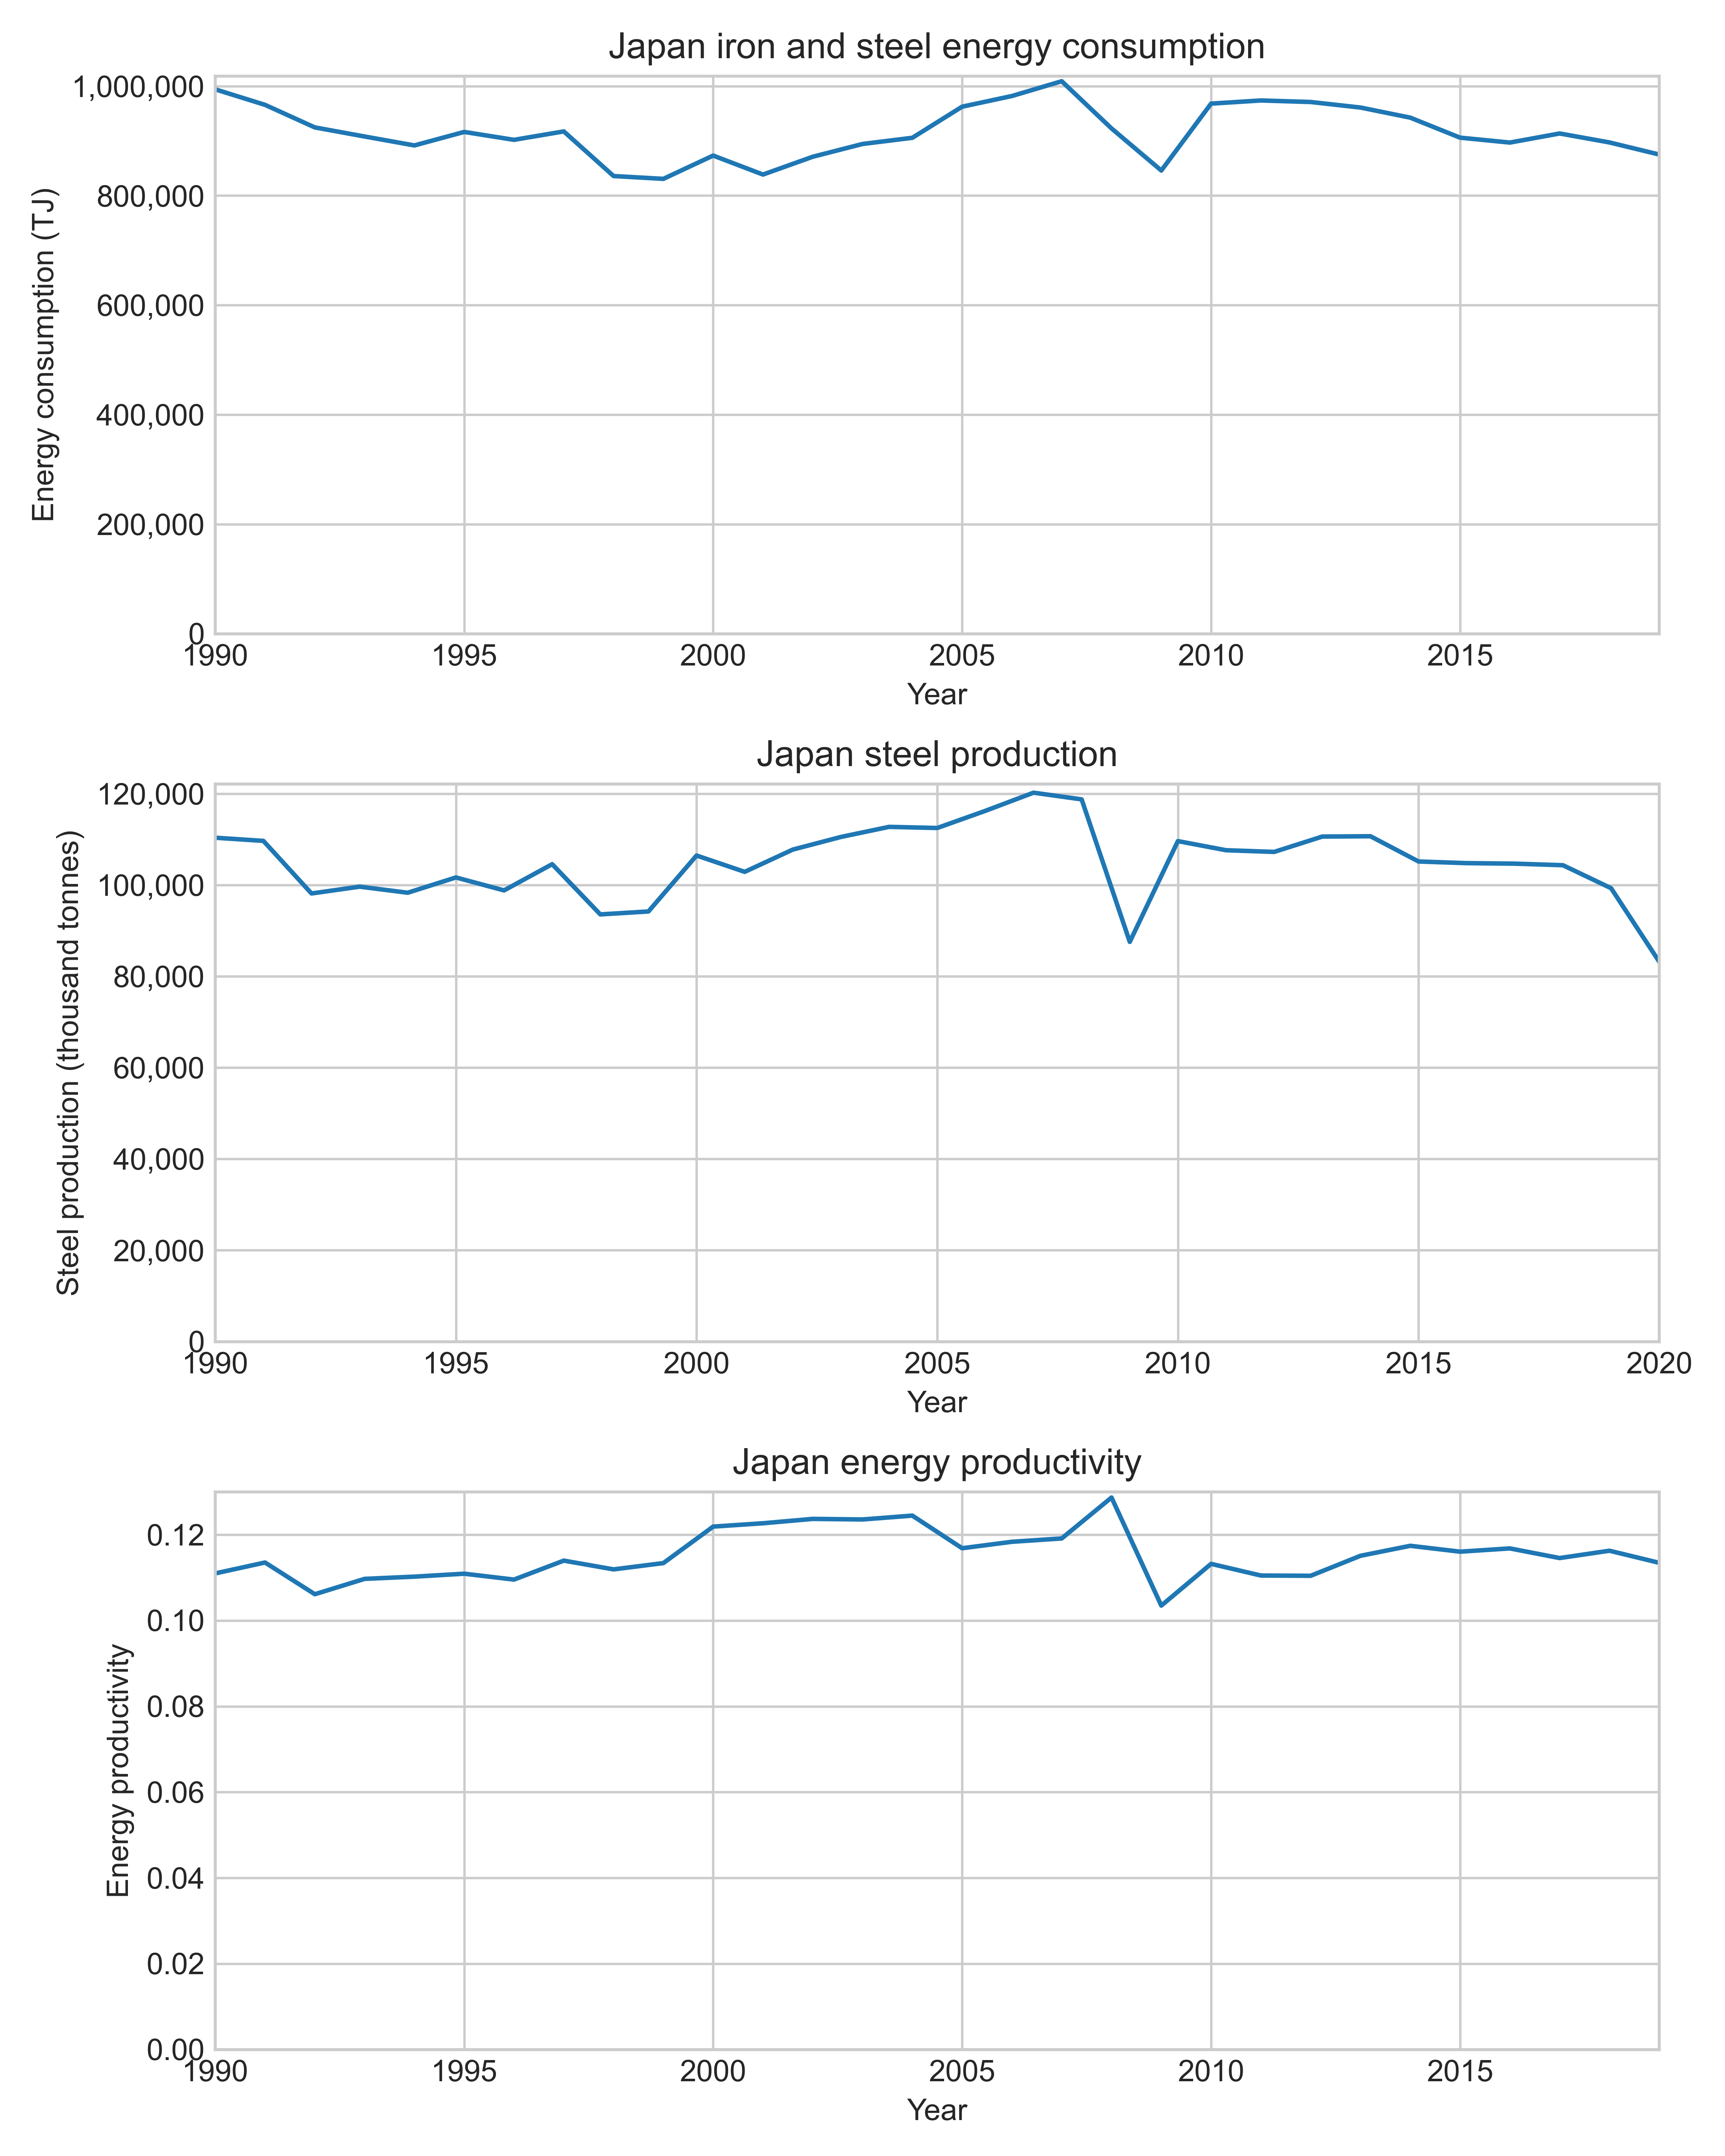 Japan iron and steel energy consumption
Energy consumption (TJ)
1,000,000
800,000
600,000
400,000
200,000
0
1990 1995 2000 2005 2010 2015
Year
Japan steel production
Steel production (thousand tonnes)
120,000
100,000
80,000
60,000
40,000
20,000
0
1990 1995 2000 2005 2010 2015 2020
Year
Japan energy productivity
Energy productivity
0.12
0.10
0.08
0.06
0.04
0.02
0.00
1990 1995 2000 2005 2010 2015
Year